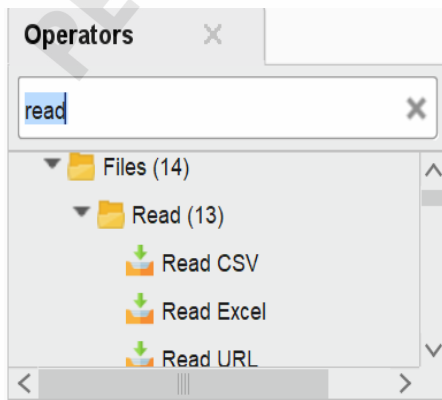 Operators
read
Files (14)
Read (13)
Read CSV
Read Excel
Read URL